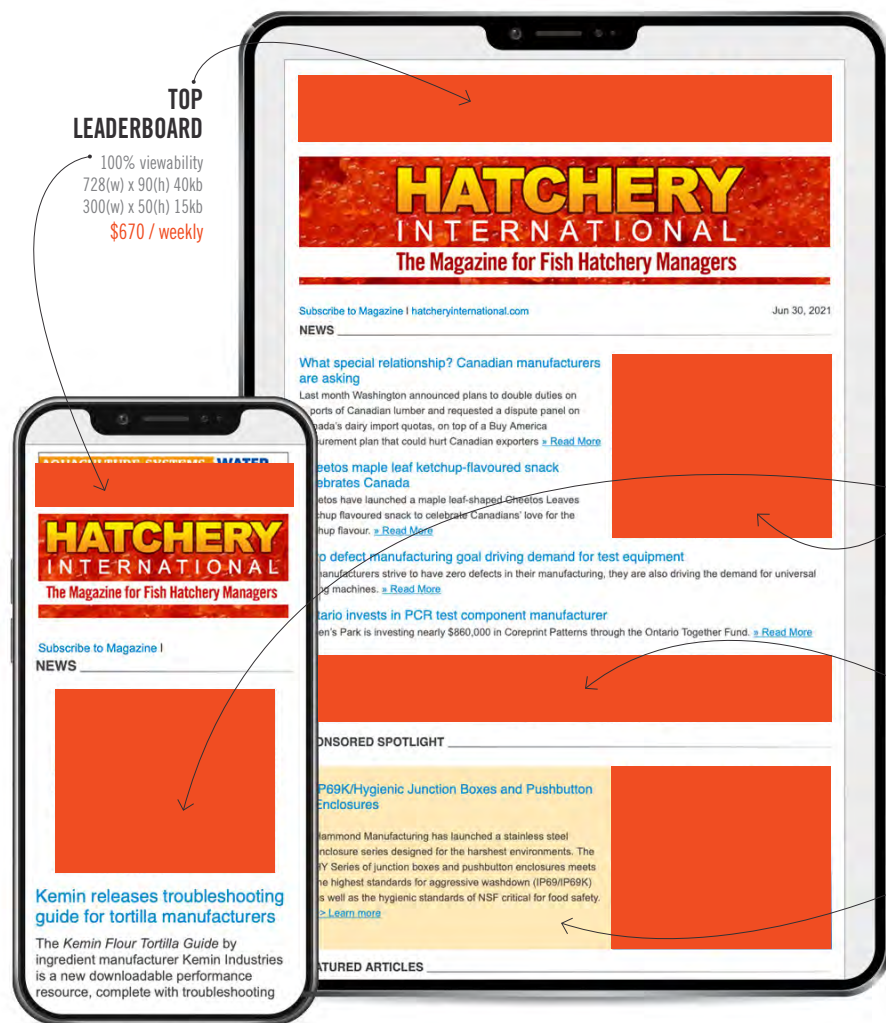 TOP
LEADERBOARD
100% viewability
728(w) x 90(h) 40kb
300(w) x 50(h) 15kb
$670 / weekly
HATCHERY
INTERNATIONAL
The Magazine for Fish Hatchery Managers
Subscribe to Magazine I hatcheryinternational.com
Jun 30, 2021
NEWS
What special relationship? Canadian manufacturers
are asking
Last month Washington announced plans to double duties on
ports of Canadian lumber and requested a dispute panel on
nada's dairy import quotas, on top of a Buy America
urement plan that could hurt Canadian exporters » Read More
eetos maple leaf ketchup-flavoured snack
ebrates Canada
etos have launched a maple leaf-shaped Cheetos Leaves
chup flavoured snack to celebrate Canadians' love for the
hup flavour. » Read More
o defect manufacturing goal driving demand for test equipment
manufacturers strive to have zero defects in their manufacturing, they are also driving the demand for universal
g machines. » Read More
tario invests in PCR test component manufacturer
en's Park is investing nearly $860,000 in Coreprint Patterns through the Ontario Together Fund. » Read More
ONSORED SPOTLIGHT
P69K/Hygienic Junction Boxes and Pushbutton
Enclosures
Hammond Manufacturing has launched a stainless steel
nclosure series designed for the harshest environments. The
HY Series of junction boxes and pushbutton enclosures meets
he highest standards for aggressive washdown (IP69/IP69K)
s well as the hygienic standards of NSF critical for food safety.
> Learn more
ATURED ARTICLES
HATCHERY
INTERNATIONAL
The Magazine for Fish Hatchery Managers
Subscribe to Magazine I
NEWS
Kemin releases troubleshooting
guide for tortilla manufacturers
The Kemin Flour Tortilla Guide by
ingredient manufacturer Kemin Industries
is a new downloadable performance
resource, complete with troubleshooting